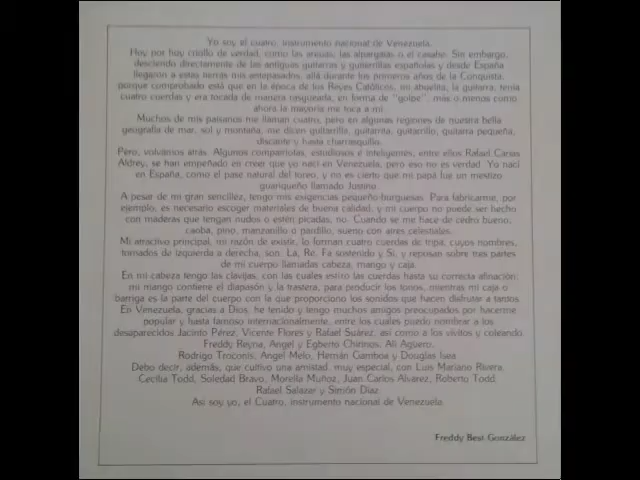 Yo soy el cuatro, instrumento nacional de Venezuela.
Hoy por hoy criollo de verdad, como las arepas, las alpargatas o el casabe. Sin embargo,
desciendo directamente de las antiguas guitarras y guitarrillas españolas y desde España
llegaron a estas tierras mis antepasados, allá durante los primeros años de la Conquista,
porque comprobado está que en la época de los Reyes Católicos, mi abuelita, la guitarra, tenía
cuatro cuerdas y era tocada de manera rasgueada, en forma de "golpe", más o menos como
ahora la mayoría me toca a mí.
Muchos de mis paisanos me llaman cuatro, pero en algunas regiones de nuestra bella
geografía de mar, sol y montaña, me dicen guitarrilla, guitarrita, guitarrillo, guitarra pequeña,
discante y hasta charrasquillo.
Pero, volvamos atrás. Algunos compatriotas, estudiosos e inteligentes, entre ellos Rafael Carías
Aldrey, se han empeñado en creer que yo nací en Venezuela, pero eso no es verdad. Yo nací
en España, como el pase natural del toreo, y no es cierto que mi papá fue un mestizo
guariqueño llamado Justino.
A pesar de mi gran sencillez, tengo mis exigencias pequeño-burguesas. Para fabricarme, por
ejemplo, es necesario escoger materiales de buena calidad, y mi cuerpo no puede ser hecho
con maderas que tengan nudos o estén picadas, no. Cuando se me hace de cedro bueno,
caoba, pino, manzanillo o pardillo, sueno con aires celestiales.
Mi atractivo principal, mi razón de existir, lo forman cuatro cuerdas de tripa, cuyos nombres,
tomados de izquierda a derecha, son: La, Re, Fa sostenido y Si, y reposan sobre tres partes
de mi cuerpo llamadas cabeza, mango y caja.
En mi cabeza tengo las clavijas, con las cuales estiro las cuerdas hasta su correcta afinación;
mi mango contiene el diapasón y la trastera, para producir los tonos, mientras mi caja o
barriga es la parte del cuerpo con la que proporciono los sonidos que hacen disfrutar a tantos.
En Venezuela, gracias a Dios, he tenido y tengo muchos amigos preocupados por hacerme
popular y hasta famoso internacionalmente, entre los cuales puedo nombrar a los
desaparecidos Jacinto Pérez, Vicente Flores y Rafael Suárez, así como a los vivitos y coleando,
Freddy Reyna, Angel y Egberto Chirinos, Alí Agüero,
Rodrigo Troconis, Angel Melo, Hernán Gamboa y Douglas Isea.
Debo decir, además, que cultivo una amistad, muy especial, con Luis Mariano Rivera,
Cecilia Todd, Soledad Bravo, Morella Muñoz, Juan Carlos Alvarez, Roberto Todd,
Rafael Salazar y Simón Díaz.
Así soy yo, el Cuatro, instrumento nacional de Venezuela.
Freddy Besi González